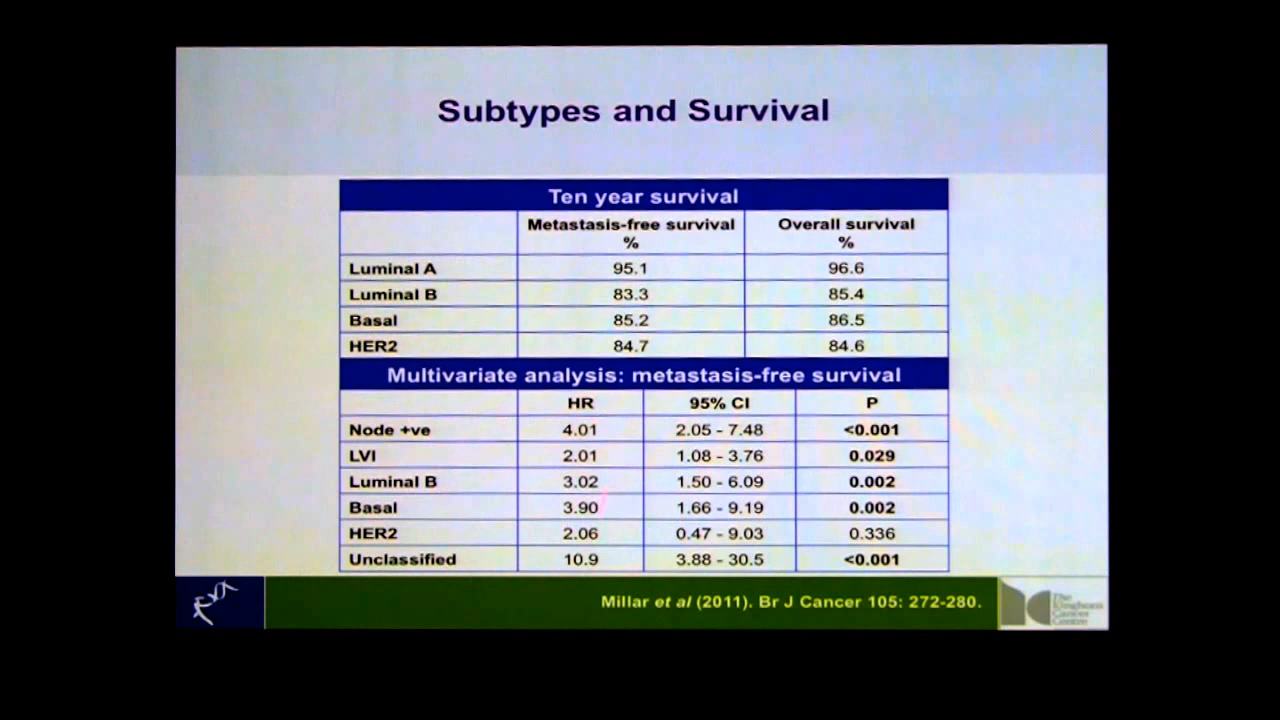 Subtypes and Survival
Ten year survival
Metastasis-free survival % Overall survival %
Luminal A 95.1 96.6
Luminal B 83.3 85.4
Basal 85.2 86.5
HER2 84.7 84.6
Multivariate analysis: metastasis-free survival
HR 95% CI P
Node +ve 4.01 2.05 - 7.48 <0.001
LVI 2.01 1.08 - 3.76 0.029
Luminal B 3.02 1.50 - 6.09 0.002
Basal 3.90 1.66 - 9.19 0.002
HER2 2.06 0.47 - 9.03 0.336
Unclassified 10.9 3.88 - 30.5 <0.001
Millar et al (2011). Br J Cancer 105: 272-280.
The
Kinghorn
Cancer
Centre